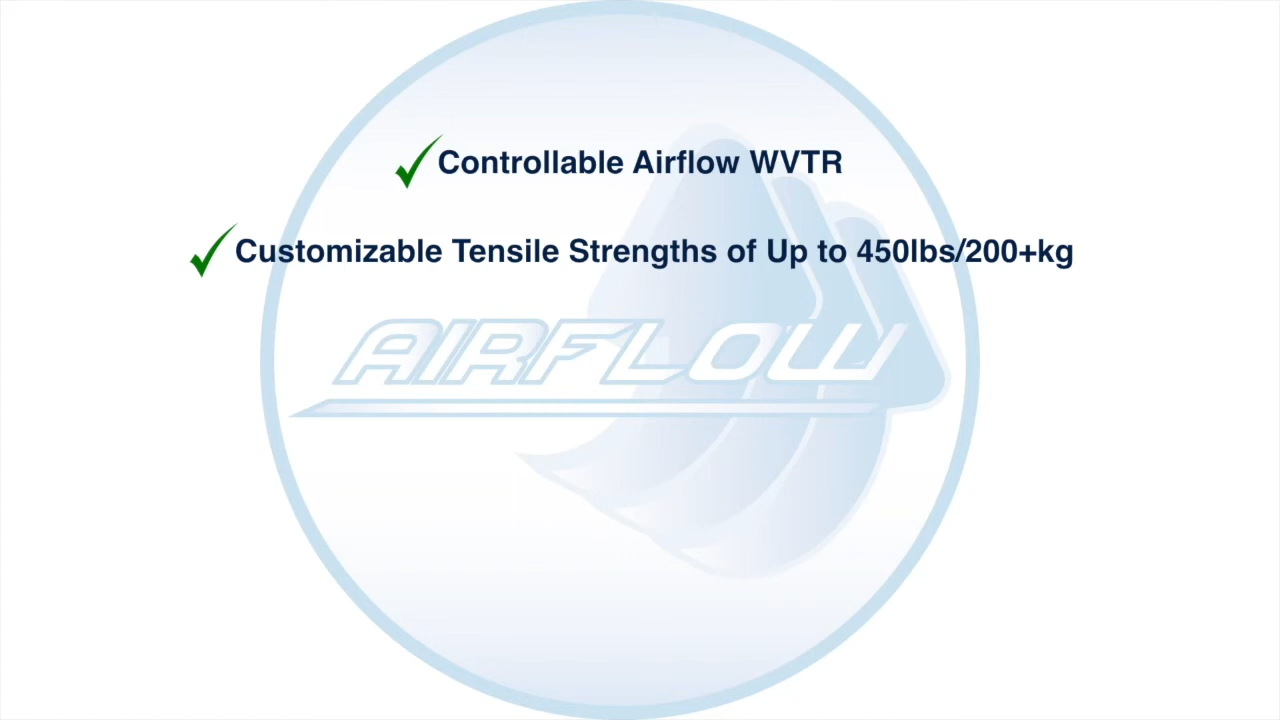 Controllable Airflow WVTR
Customizable Tensile Strengths of Up to 450lbs/200+kg
AIRFLOW